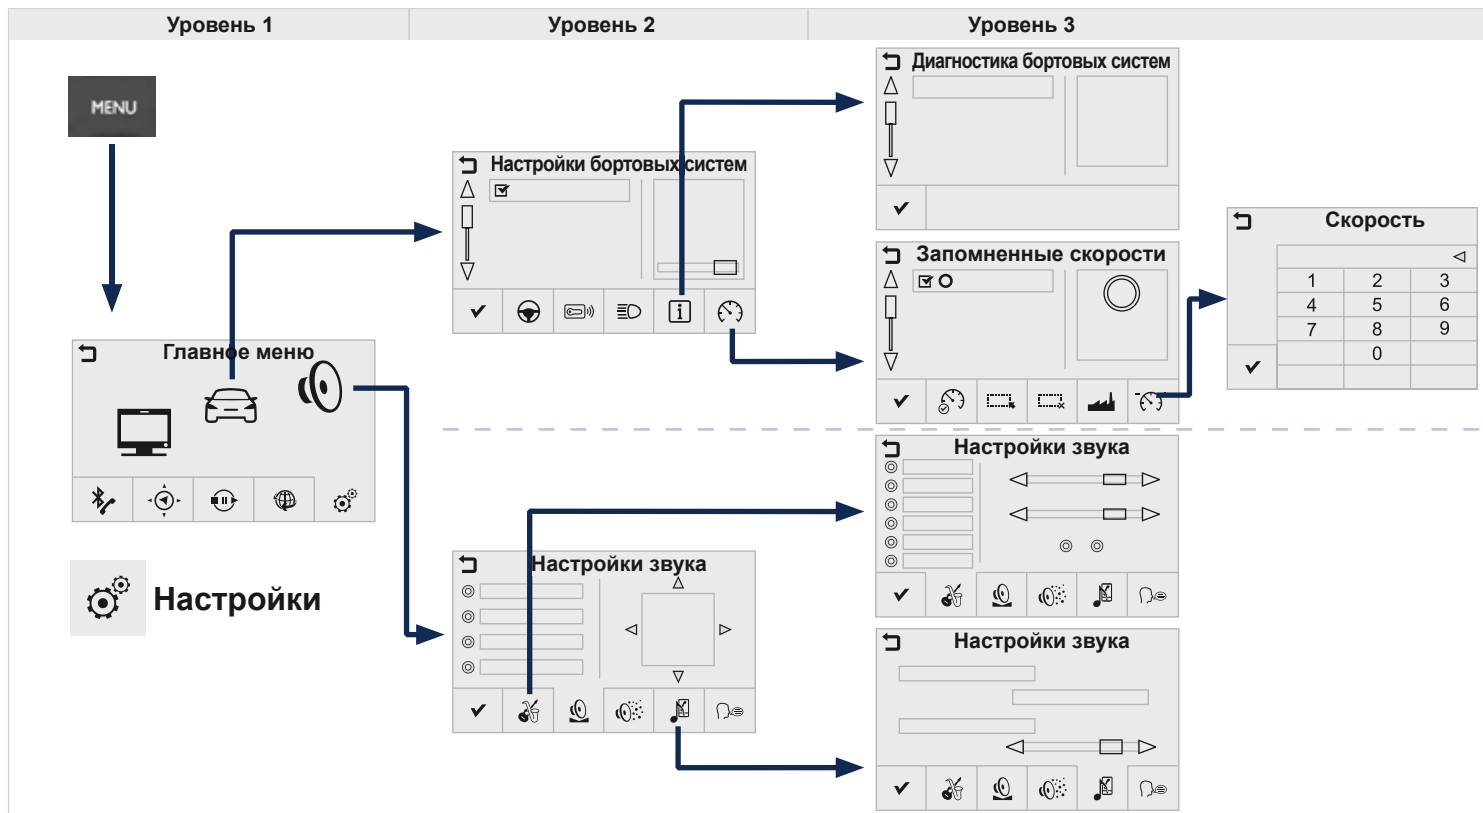 Уровень 1
Уровень 2
Уровень 3
MENU
Главное меню
Настройки
Настройки бортовых систем
i
Настройки звука
Диагностика бортовых систем
Запомненные скорости
Скорость
1 2 3
4 5 6
7 8 9
0
Настройки звука
Настройки звука